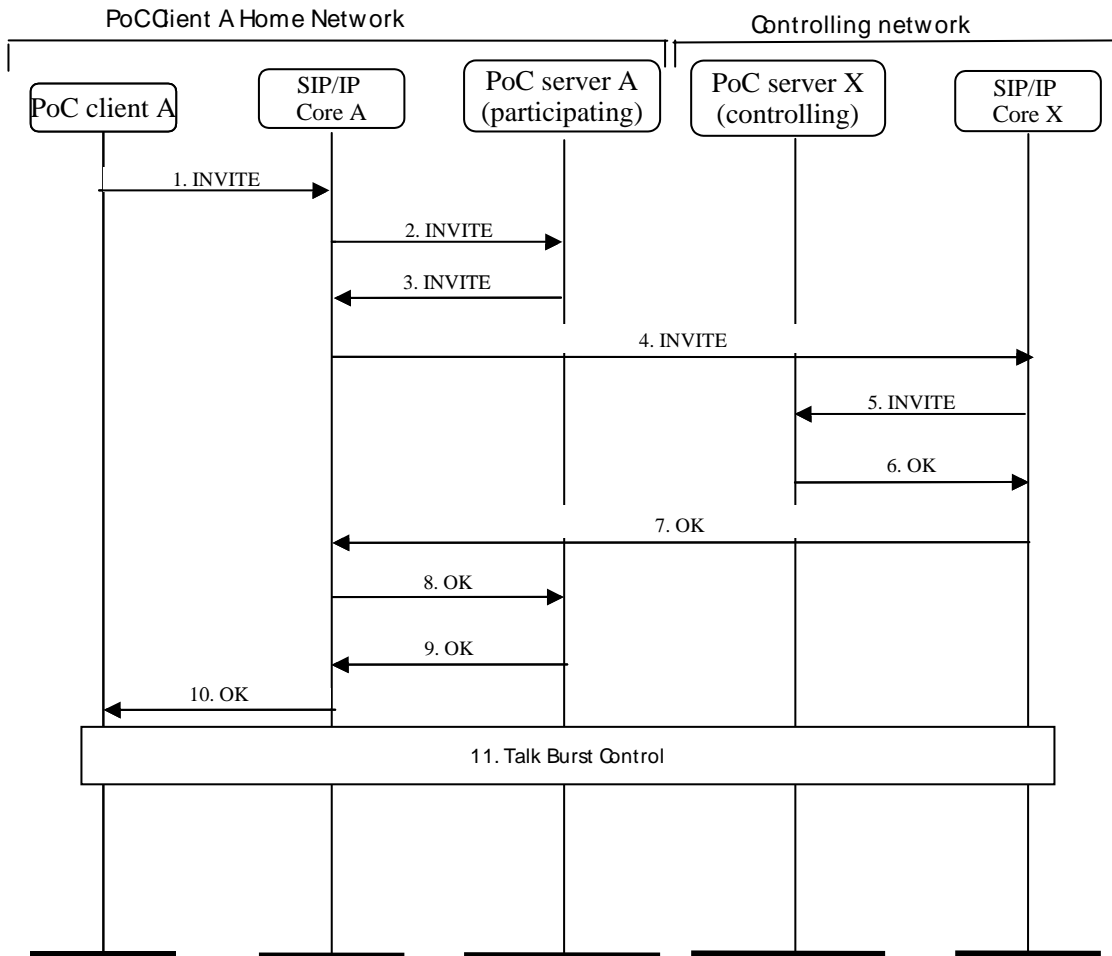 PoCClient A Home Network
Controlling network
PoC client A
SIP/IP
Core A
PoC server A
(participating)
PoC server X
(controlling)
SIP/IP
Core X
1. INVITE
2. INVITE
3. INVITE
4. INVITE
5. INVITE
6. OK
7. OK
8. OK
9. OK
10. OK
11. Talk Burst Control